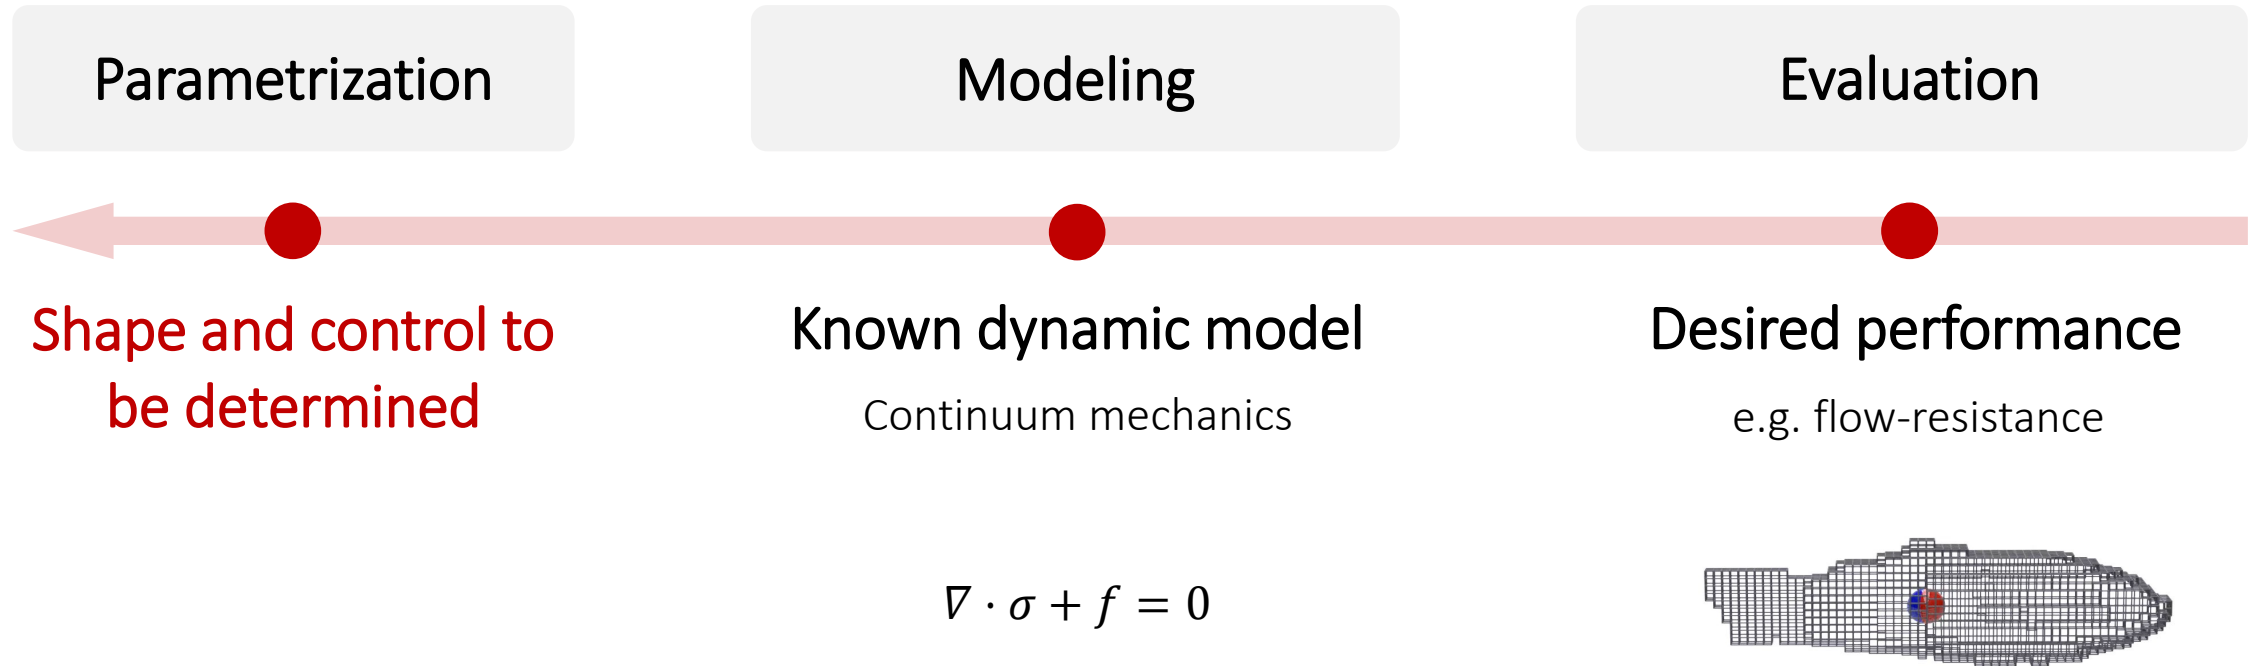 Parametrization
Modeling
Evaluation
Shape and control to
be determined
Known dynamic model
Continuum mechanics
Desired performance
e.g. flow-resistance
∇ · σ + f = 0